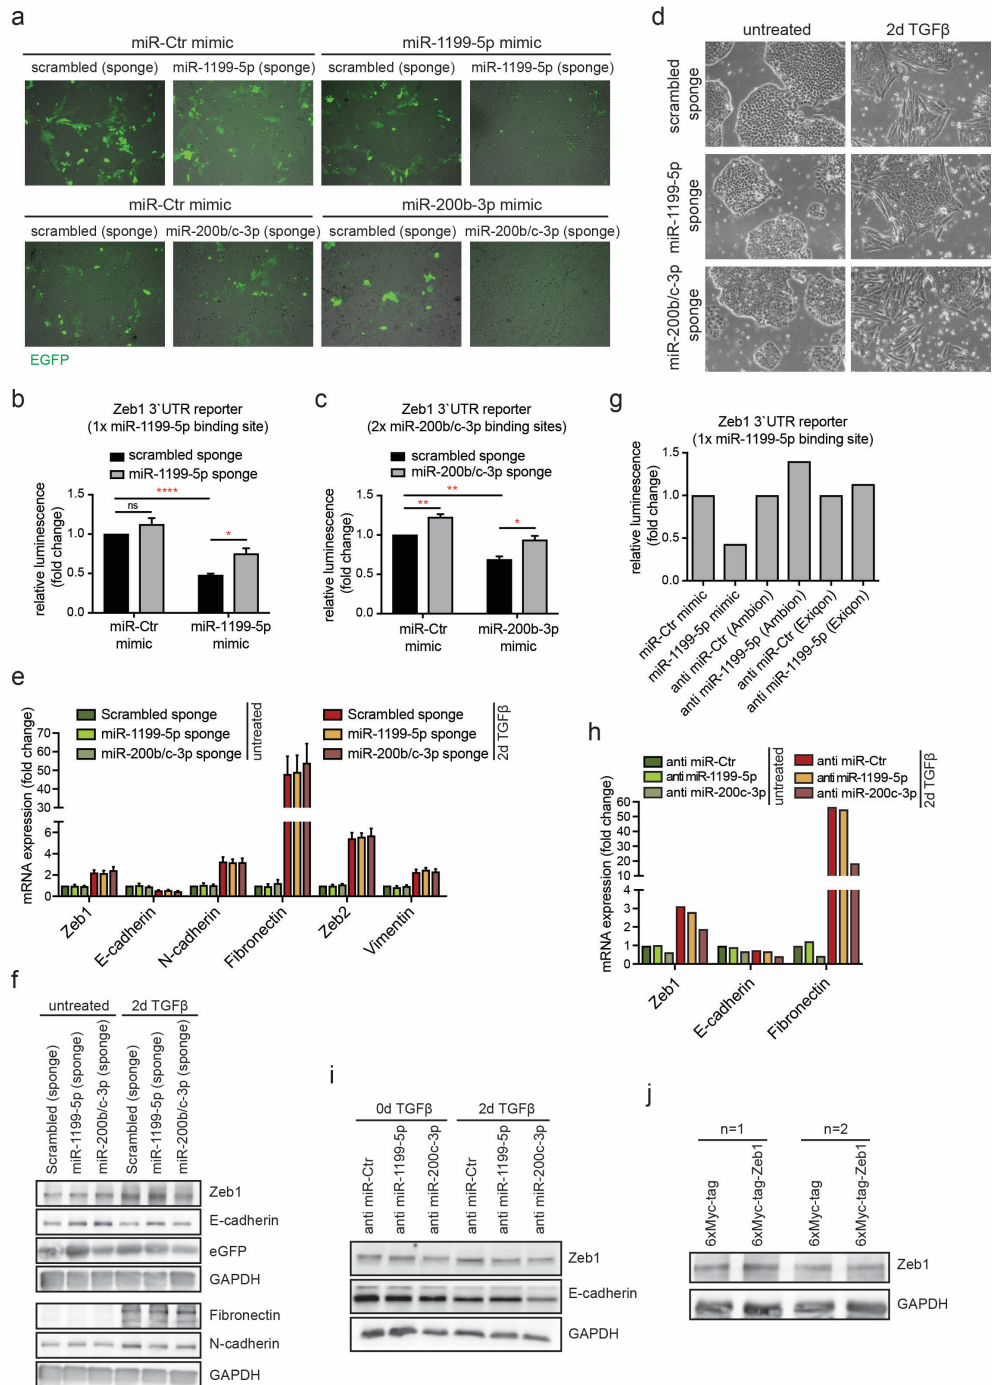 a
miR-Ctr mimic
miR-1199-5p mimic
scrambled (sponge)
miR-1199-5p (sponge)
scrambled (sponge)
miR-1199-5p (sponge)
miR-Ctr mimic
miR-200b-3p mimic
scrambled (sponge)
miR-200b/c-3p (sponge)
scrambled (sponge)
miR-200b/c-3p (sponge)
EGFP
d
untreated
2d TGFβ
scrambled
sponge
miR-1199-5p
sponge
miR-200b/c-3p
sponge
b
Zeb1 3`UTR reporter
(1x miR-1199-5p binding site)
scrambled sponge
miR-1199-5p sponge
relative luminescence
(fold change)
1.5
1.0
0.5
0.0
****
ns
*
miR-Ctr
mimic
miR-1199-5p
mimic
c
Zeb1 3`UTR reporter
(2x miR-200b/c-3p binding sites)
scrambled sponge
miR-200b/c-3p sponge
relative luminescence
(fold change)
1.5
1.0
0.5
0.0
**
**
*
miR-Ctr
mimic
miR-200b-3p
mimic
g
Zeb1 3`UTR reporter
(1x miR-1199-5p binding site)
relative luminescence
(fold change)
1.5
1.0
0.5
0.0
miR-Ctr mimic
miR-1199-5p mimic
anti miR-Ctr (Ambion)
anti miR-1199-5p (Ambion)
anti miR-Ctr (Exiqon)
anti miR-1199-5p (Exiqon)
e
Scrambled sponge
miR-1199-5p sponge
miR-200b/c-3p sponge
untreated
Scrambled sponge
miR-1199-5p sponge
miR-200b/c-3p sponge
2d TGFβ
mRNA expression (fold change)
70
60
50
40
30
6
4
2
0
Zeb1
E-cadherin
N-cadherin
Fibronectin
Zeb2
Vimentin
h
anti miR-Ctr
anti miR-1199-5p
anti miR-200c-3p
untreated
anti miR-Ctr
anti miR-1199-5p
anti miR-200c-3p
2d TGFβ
mRNA expression (fold change)
60
50
40
30
20
10
4
3
2
1
0
Zeb1
E-cadherin
Fibronectin
f
untreated
2d TGFβ
Scrambled (sponge)
miR-1199-5p (sponge)
miR-200b/c-3p (sponge)
Scrambled (sponge)
miR-1199-5p (sponge)
miR-200b/c-3p (sponge)
Zeb1
E-cadherin
eGFP
GAPDH
Fibronectin
N-cadherin
GAPDH
i
0d TGFβ
2d TGFβ
anti miR-Ctr
anti miR-1199-5p
anti miR-200c-3p
anti miR-Ctr
anti miR-1199-5p
anti miR-200c-3p
Zeb1
E-cadherin
GAPDH
j
n=1
n=2
6xMyc-tag
6xMyc-tag-Zeb1
6xMyc-tag
6xMyc-tag-Zeb1
Zeb1
GAPDH